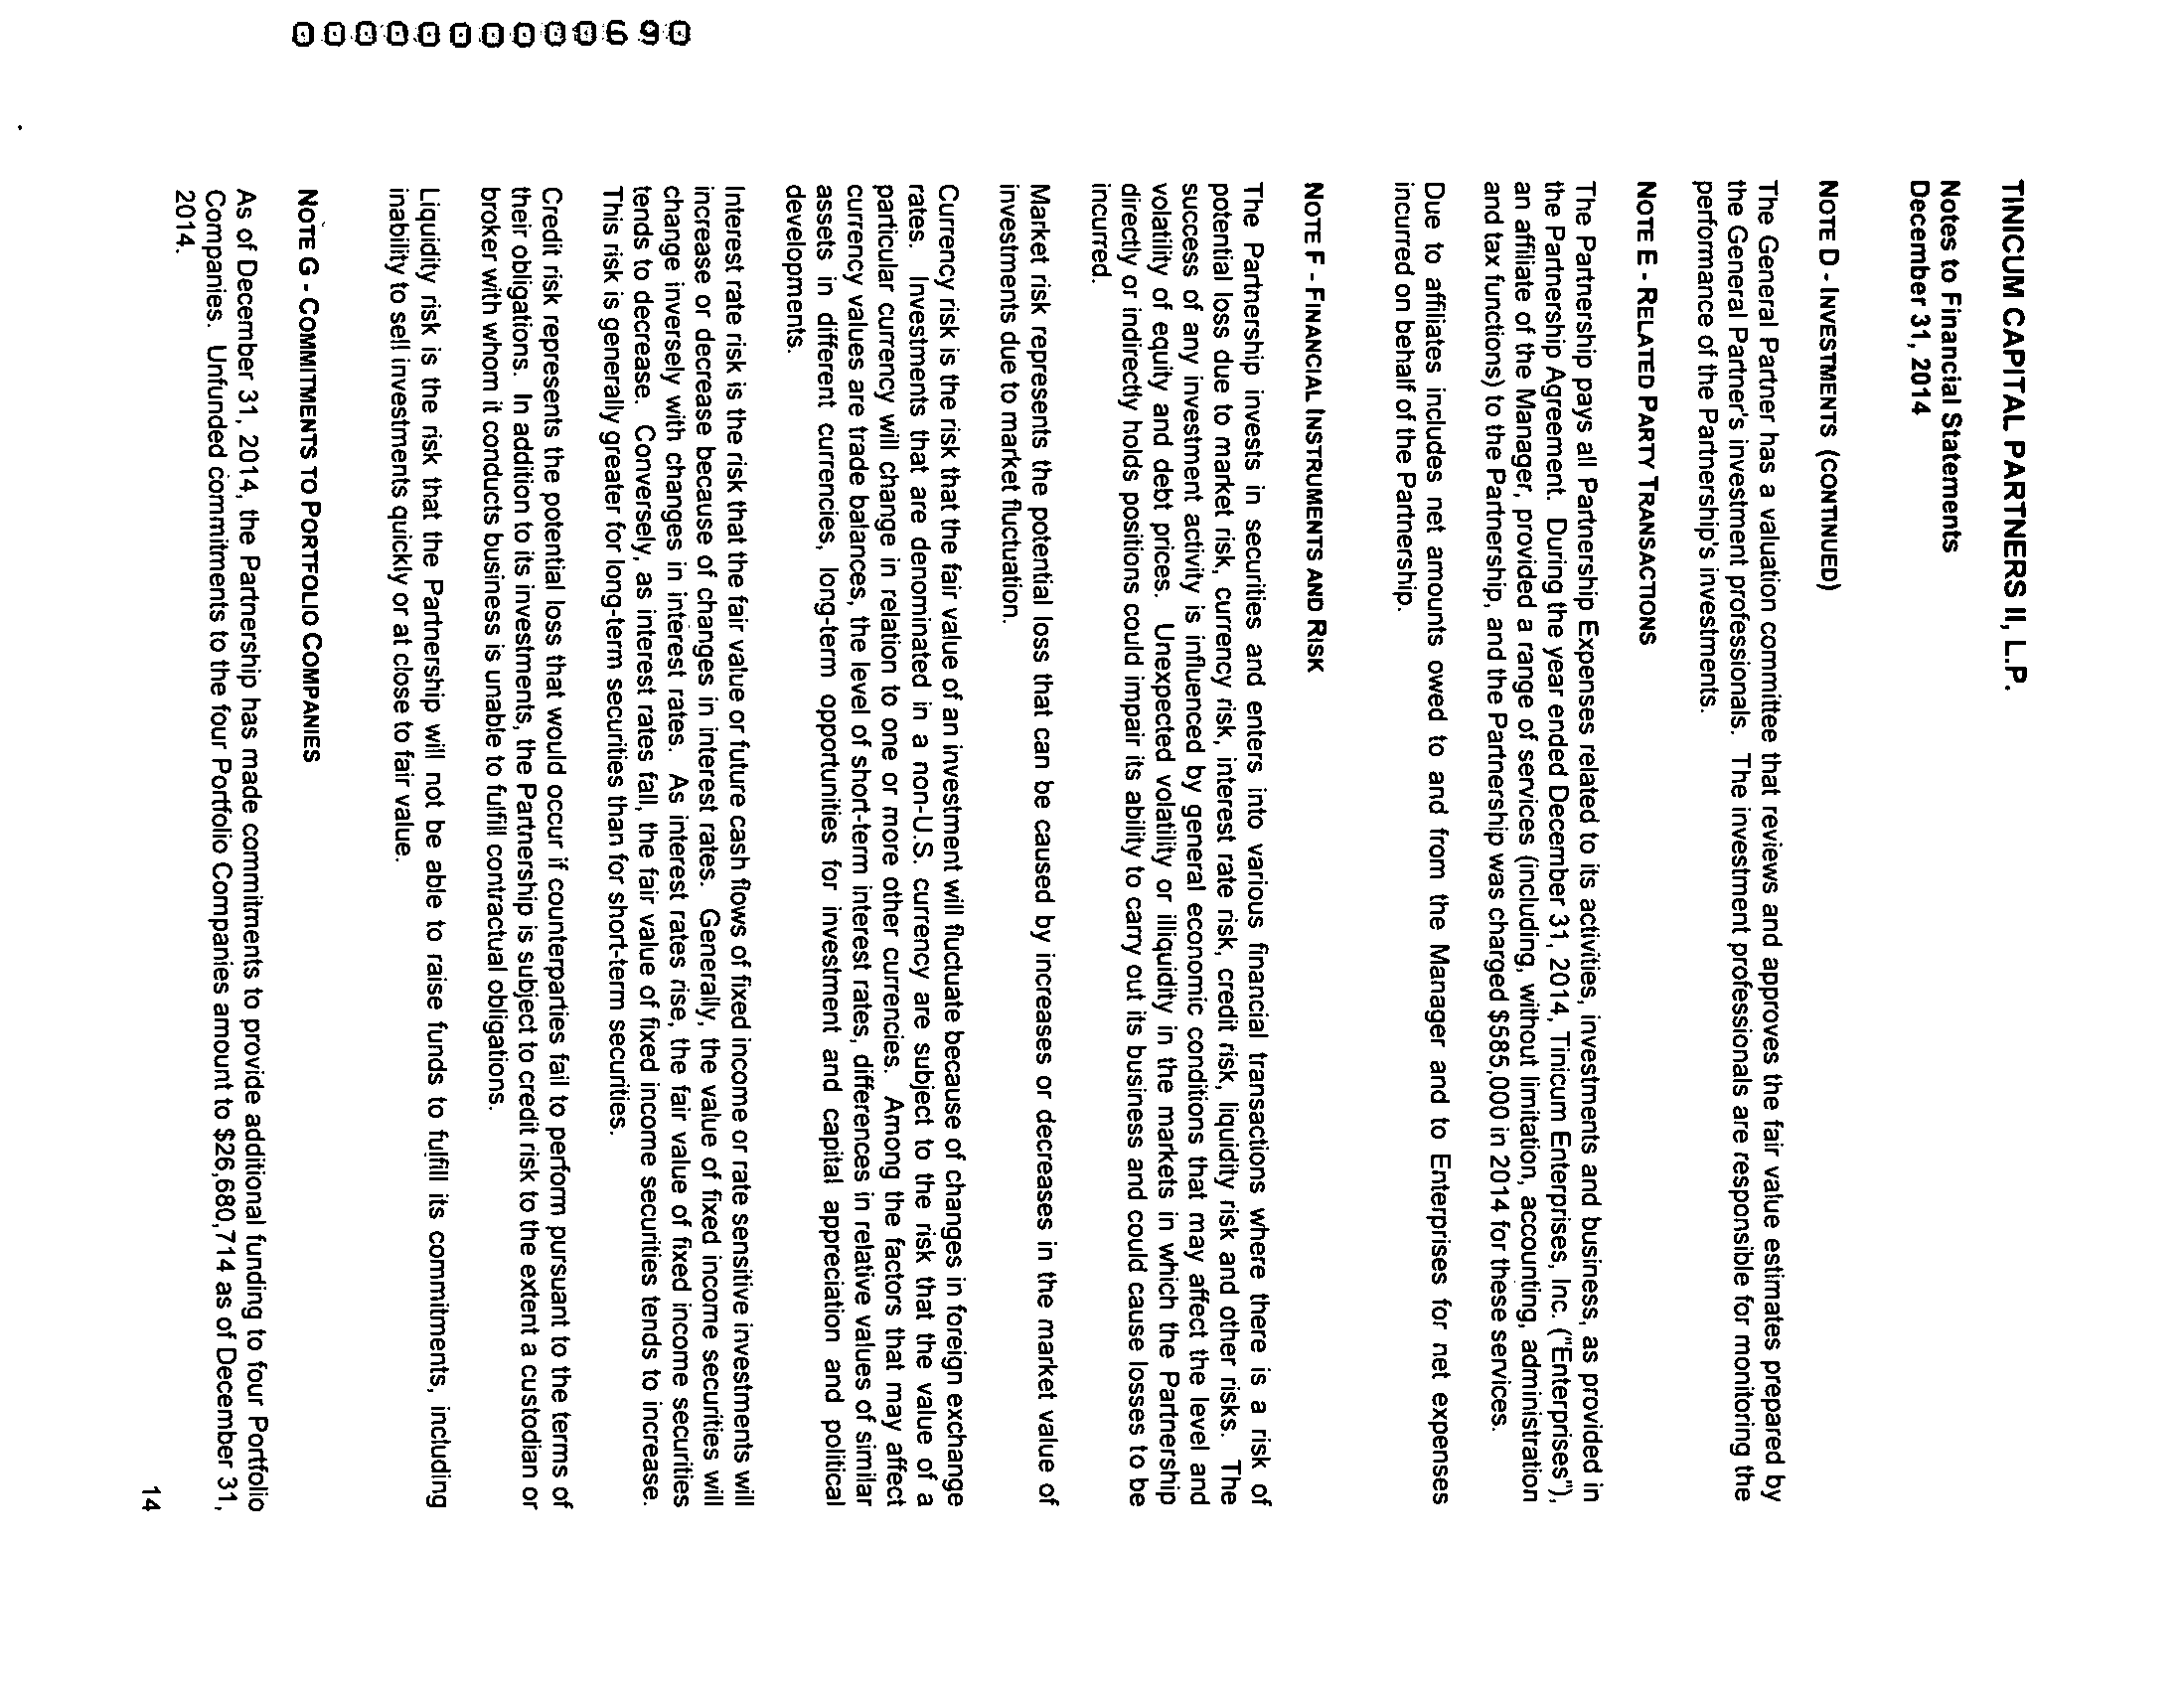 TINICUM CAPITAL PARTNERS II, L.P.
Notes to Financial Statements
December 31, 2014
NOTE D - INVESTMENTS (CONTINUED)
The General Partner has a valuation committee that reviews and approves the fair value estimates prepared by
the General Partner's investment professionals. The investment professionals are responsible for monitoring the
performance of the Partnership's investments.
NOTE E - RELATED PARTY TRANSACTIONS
The Partnership pays all Partnership Expenses related to its activities, investments and business, as provided in
the Partnership Agreement. During the year ended December 31, 2014, Tinicum Enterprises, Inc. ("Enterprises"),
an affiliate of the Manager, provided a range of services (including, without limitation, accounting, administration
and tax functions) to the Partnership, and the Partnership was charged $585,000 in 2014 for these services.
Due to affiliates includes net amounts owed to and from the Manager and to Enterprises for net expenses
incurred on behalf of the Partnership.
NOTE F - FINANCIAL INSTRUMENTS AND RISK
The Partnership invests in securities and enters into various financial transactions where there is a risk of
potential loss due to market risk, currency risk, interest rate risk, credit risk, liquidity risk and other risks. The
success of any investment activity is influenced by general economic conditions that may affect the level and
volatility of equity and debt prices. Unexpected volatility or illiquidity in the markets in which the Partnership
directly or indirectly holds positions could impair its ability to carry out its business and could cause losses to be
incurred.
Market risk represents the potential loss that can be caused by increases or decreases in the market value of
investments due to market fluctuation.
Currency risk is the risk that the fair value of an investment will fluctuate because of changes in foreign exchange
rates. Investments that are denominated in a non-U.S. currency are subject to the risk that the value of a
particular currency will change in relation to one or more other currencies. Among the factors that may affect
currency values are trade balances, the level of short-term interest rates, differences in relative values of similar
assets in different currencies, long-term opportunities for investment and capital appreciation and political
developments.
Interest rate risk is the risk that the fair value or future cash flows of fixed income or rate sensitive investments will
increase or decrease because of changes in interest rates. Generally, the value of fixed income securities will
change inversely with changes in interest rates. As interest rates rise, the fair value of fixed income securities
tends to decrease. Conversely, as interest rates fall, the fair value of fixed income securities tends to increase.
This risk is generally greater for long-term securities than for short-term securities.
Credit risk represents the potential loss that would occur if counterparties fail to perform pursuant to the terms of
their obligations. In addition to its investments, the Partnership is subject to credit risk to the extent a custodian or
broker with whom it conducts business is unable to fulfill contractual obligations.
Liquidity risk is the risk that the Partnership will not be able to raise funds to fulfill its commitments, including
inability to sell investments quickly or at close to fair value.
NOTE G - COMMITMENTS TO PORTFOLIO COMPANIES
As of December 31, 2014, the Partnership has made commitments to provide additional funding to four Portfolio
Companies. Unfunded commitments to the four Portfolio Companies amount to $26,680,714 as of December 31,
2014.
14
0000000000690